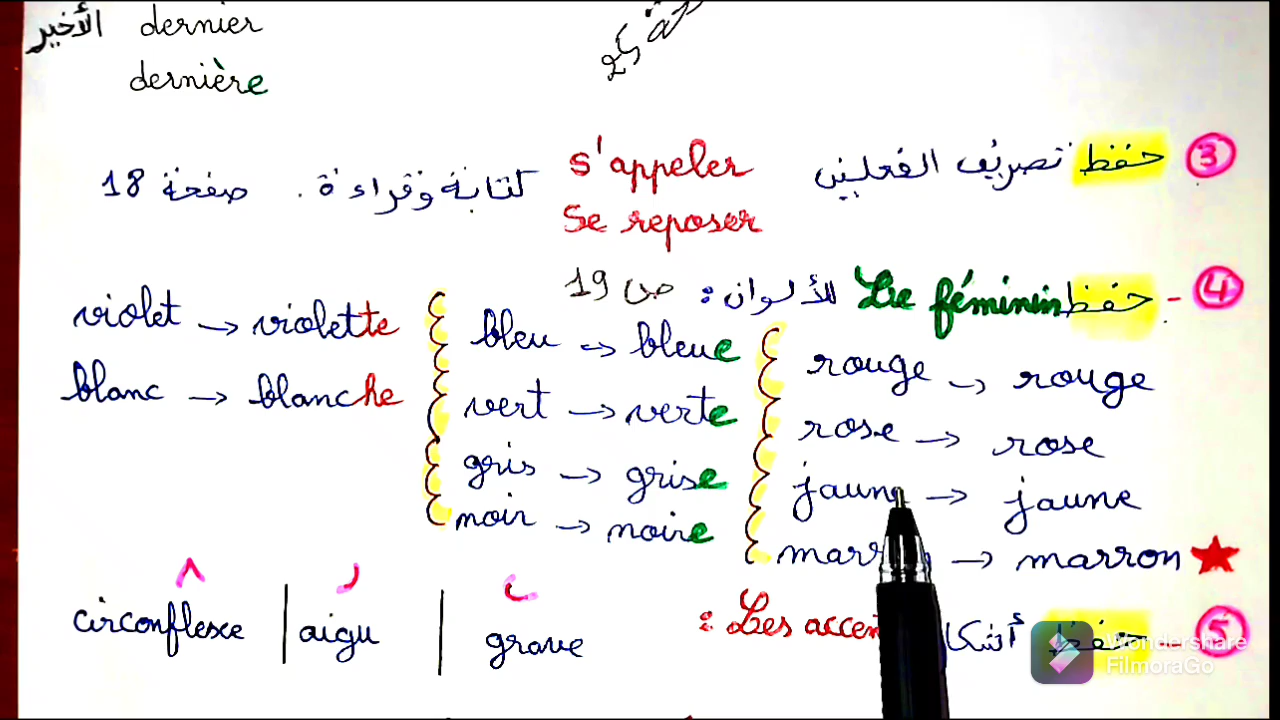 الأخير dernier
dernière
3 حفظ تصريف الفعلين s'appeler كتابة وقراءة. صفحة 18
Se reposer
4 - حفظ Le féminin للألوان: ص 19
rouge → rouge
rose → rose
jaune → jaune
→ marron
bleu → bleue
vert → verte
gris → grise
noir → noire
violet → violette
blanc → blanche
5 - حفظ أشكا Les :
grave | aigu | circonflexe
Wondershare
FilmoraGo